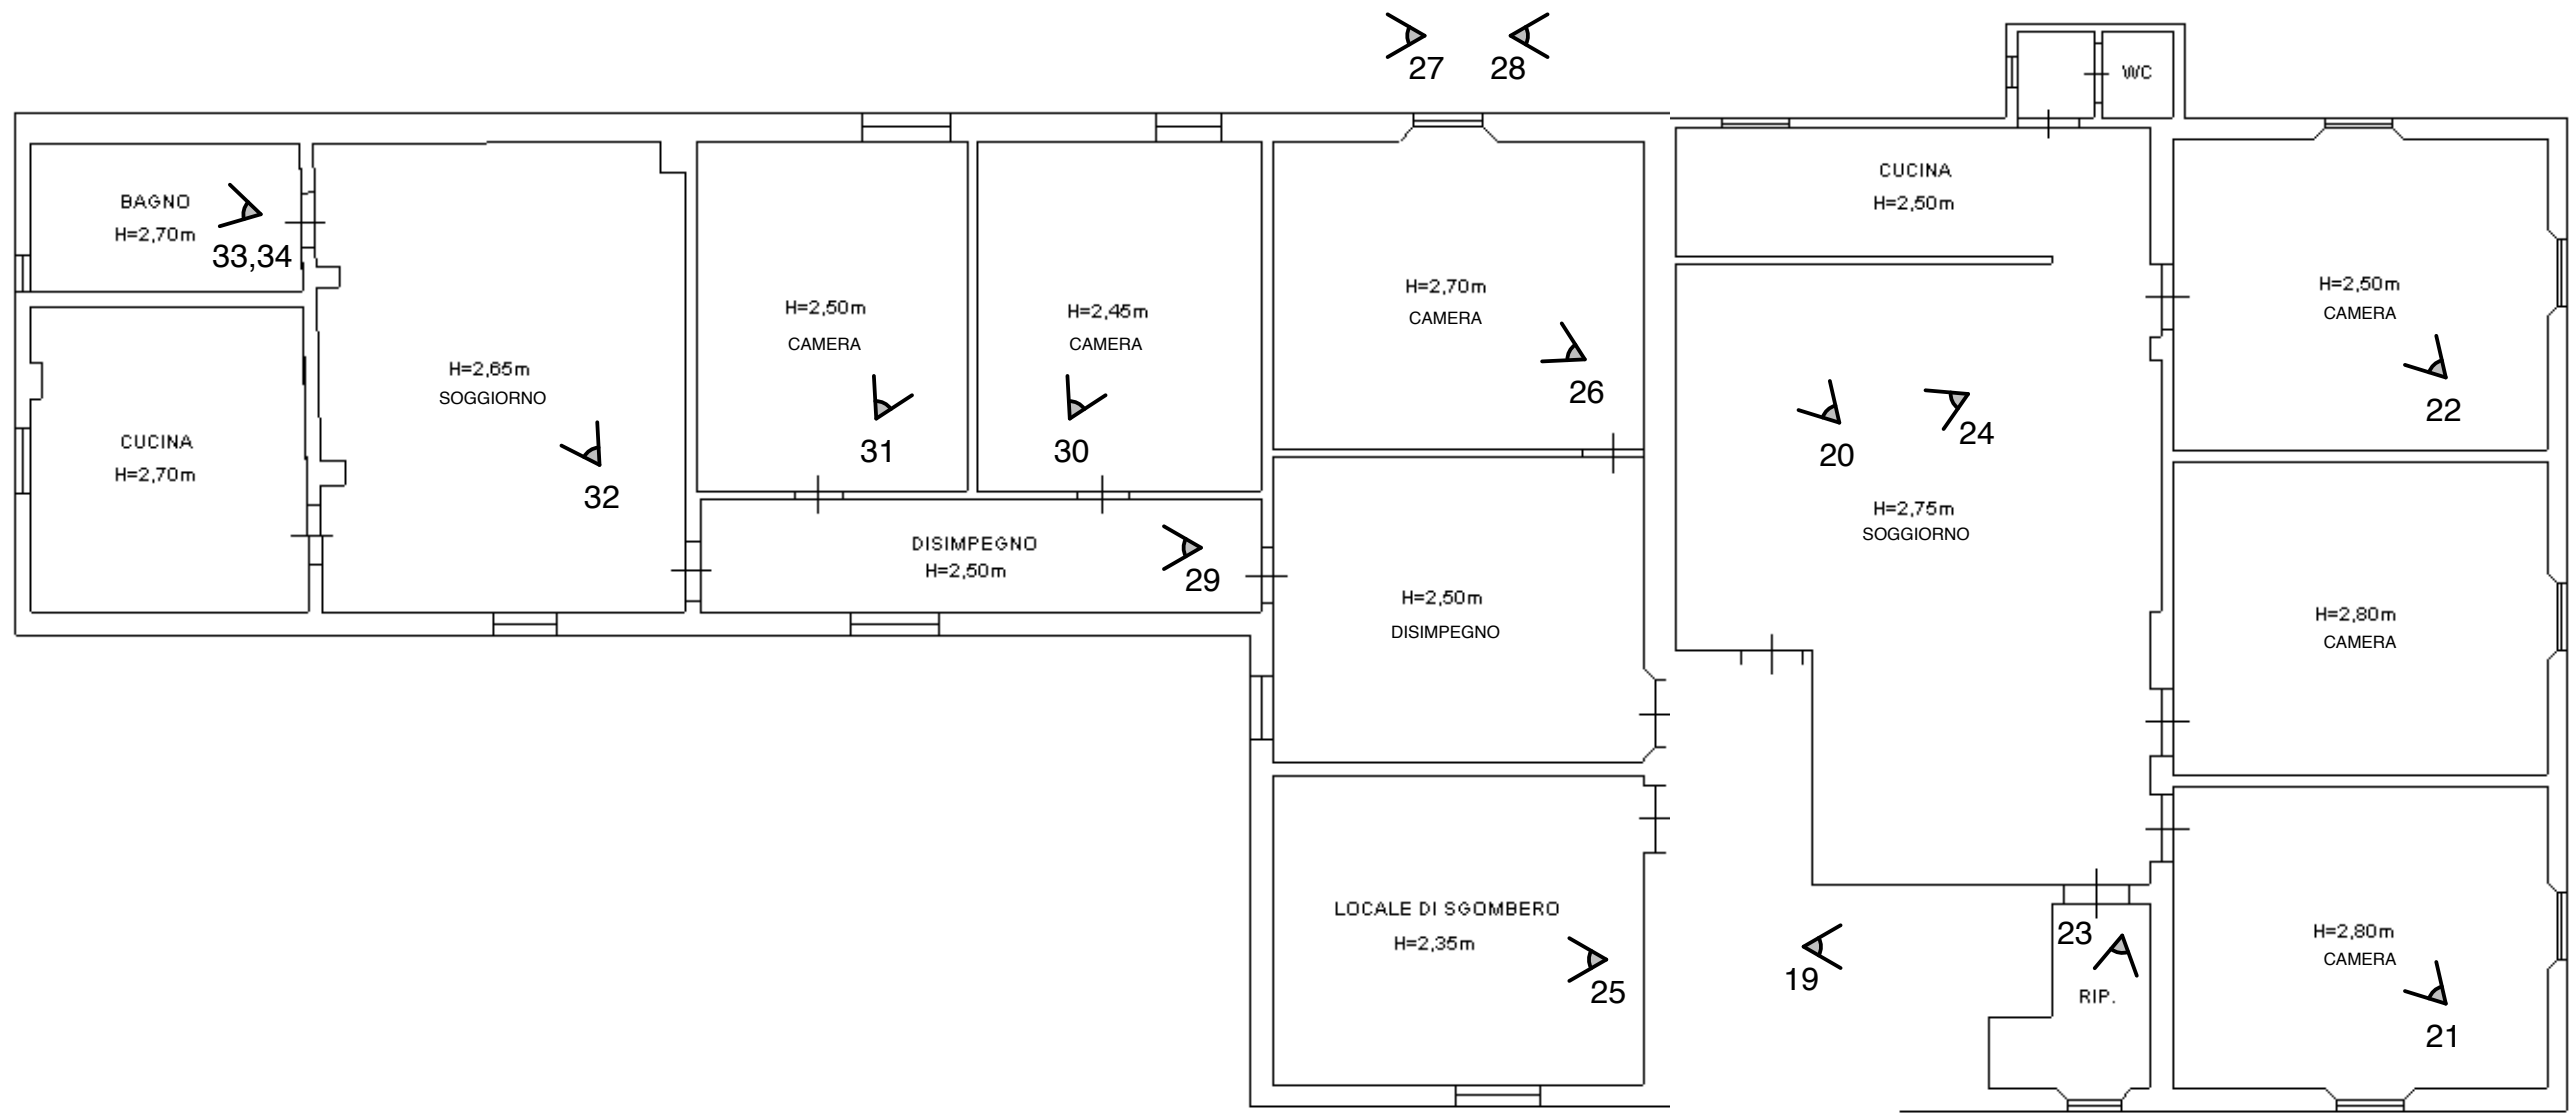 27
28
WC
BAGNO
H=2,70m
33,34
CUCINA
H=2,70m
H=2,65m
SOGGIORNO
32
H=2,50m
CAMERA
31
H=2,45m
CAMERA
30
DISIMPEGNO
H=2,50m
29
H=2,70m
CAMERA
26
H=2,50m
DISIMPEGNO
LOCALE DI SGOMBERO
H=2,35m
25
CUCINA
H=2,50m
20
24
H=2,75m
SOGGIORNO
19
23
RIP.
H=2,50m
CAMERA
22
H=2,80m
CAMERA
H=2,80m
CAMERA
21